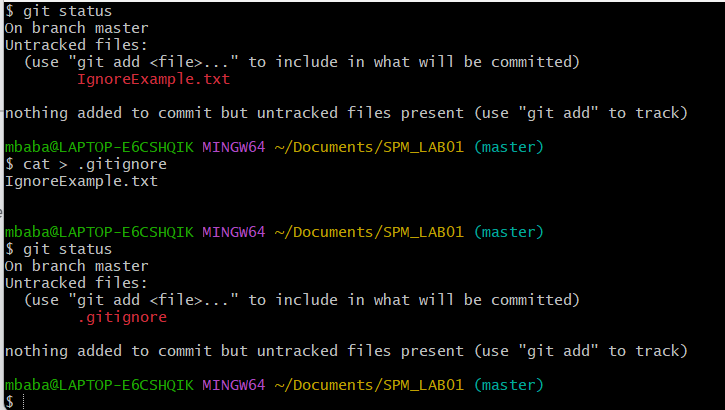 $ git status
On branch master
Untracked files:
  (use "git add <file>..." to include in what will be committed)
        IgnoreExample.txt

nothing added to commit but untracked files present (use "git add" to track)

mbaba@LAPTOP-E6CSHQIK MINGW64 ~/Documents/SPM_LAB01 (master)
$ cat > .gitignore
IgnoreExample.txt

mbaba@LAPTOP-E6CSHQIK MINGW64 ~/Documents/SPM_LAB01 (master)
$ git status
On branch master
Untracked files:
  (use "git add <file>..." to include in what will be committed)
        .gitignore

nothing added to commit but untracked files present (use "git add" to track)

mbaba@LAPTOP-E6CSHQIK MINGW64 ~/Documents/SPM_LAB01 (master)
$